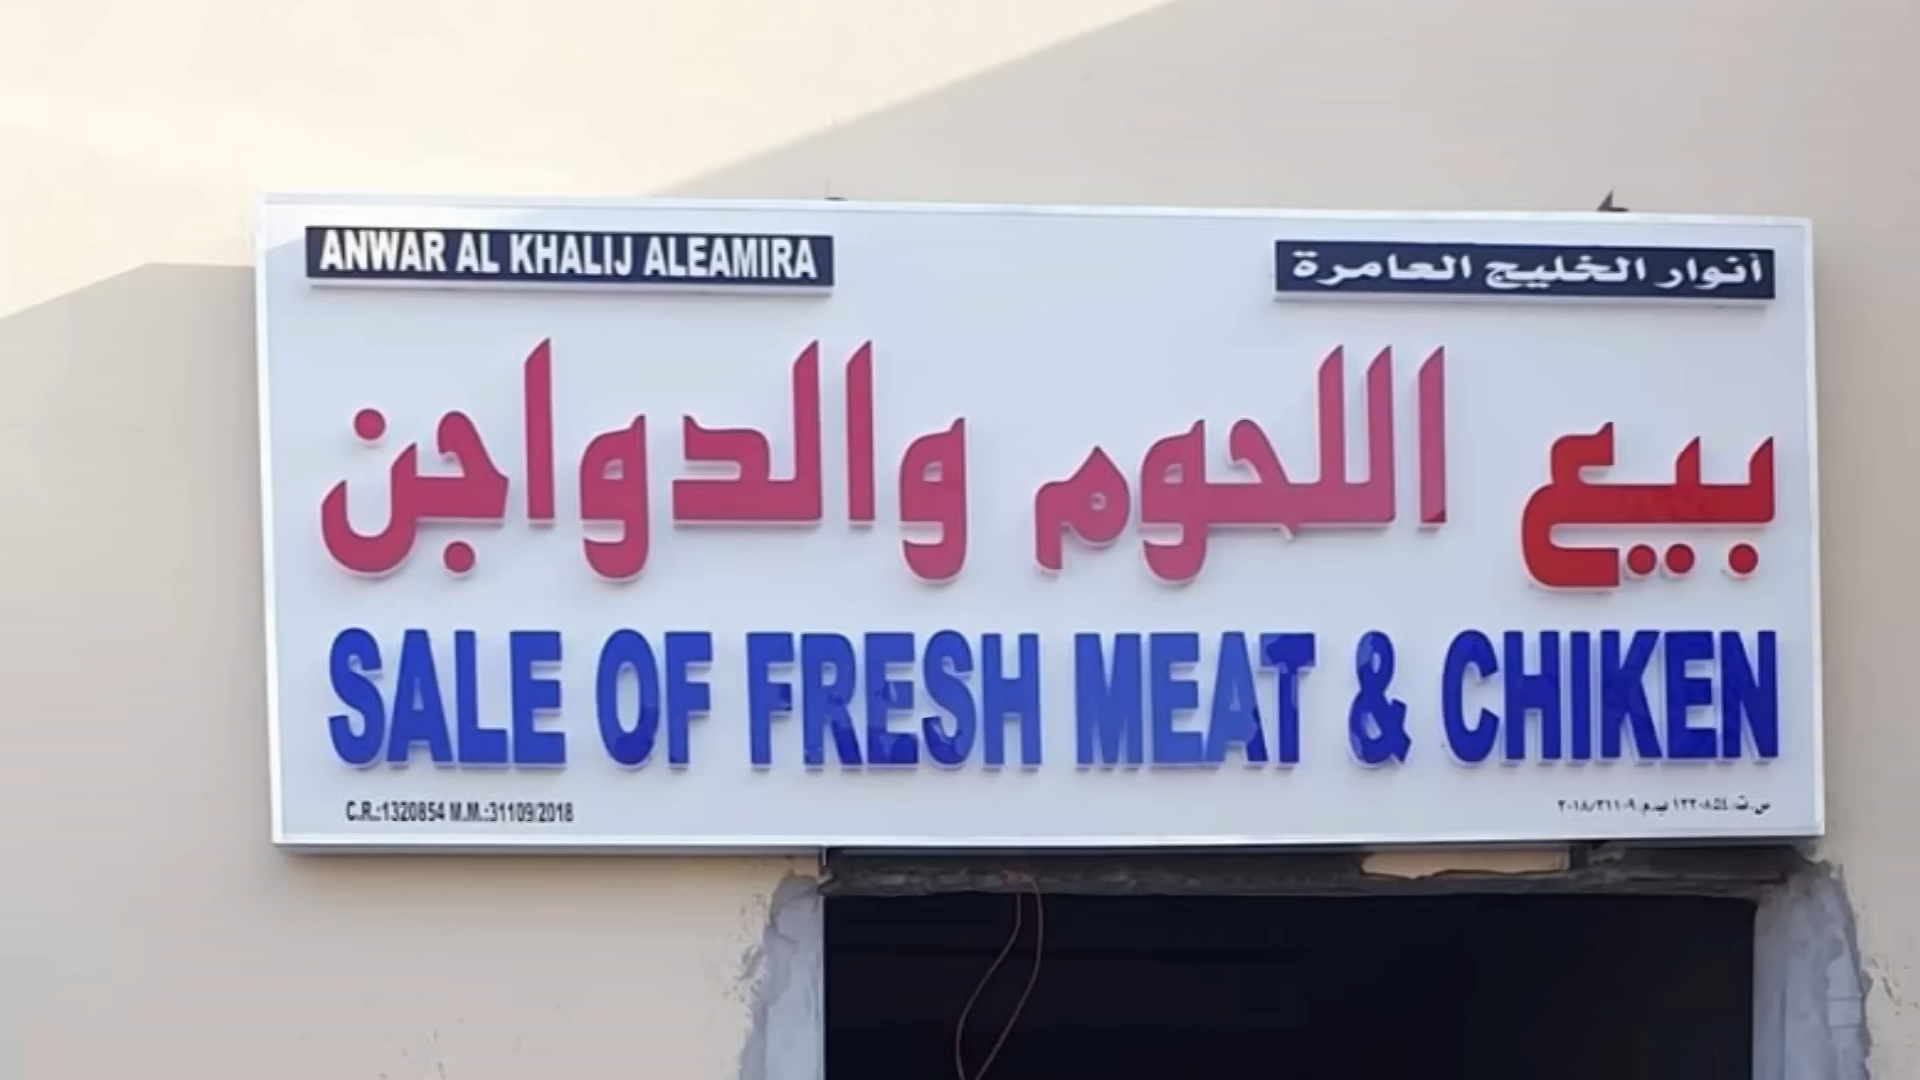 ANWAR AL KHALIJ ALEAMIRA
أنوار الخليج العامرة
بيع اللحوم والدواجن
SALE OF FRESH MEAT & CHIKEN
C.R.:1320854 M.M.:31109/2018
س.ت: ١٣٢٠٨٥٤ ب.م: ٢٠١٨/٣١١٠٩